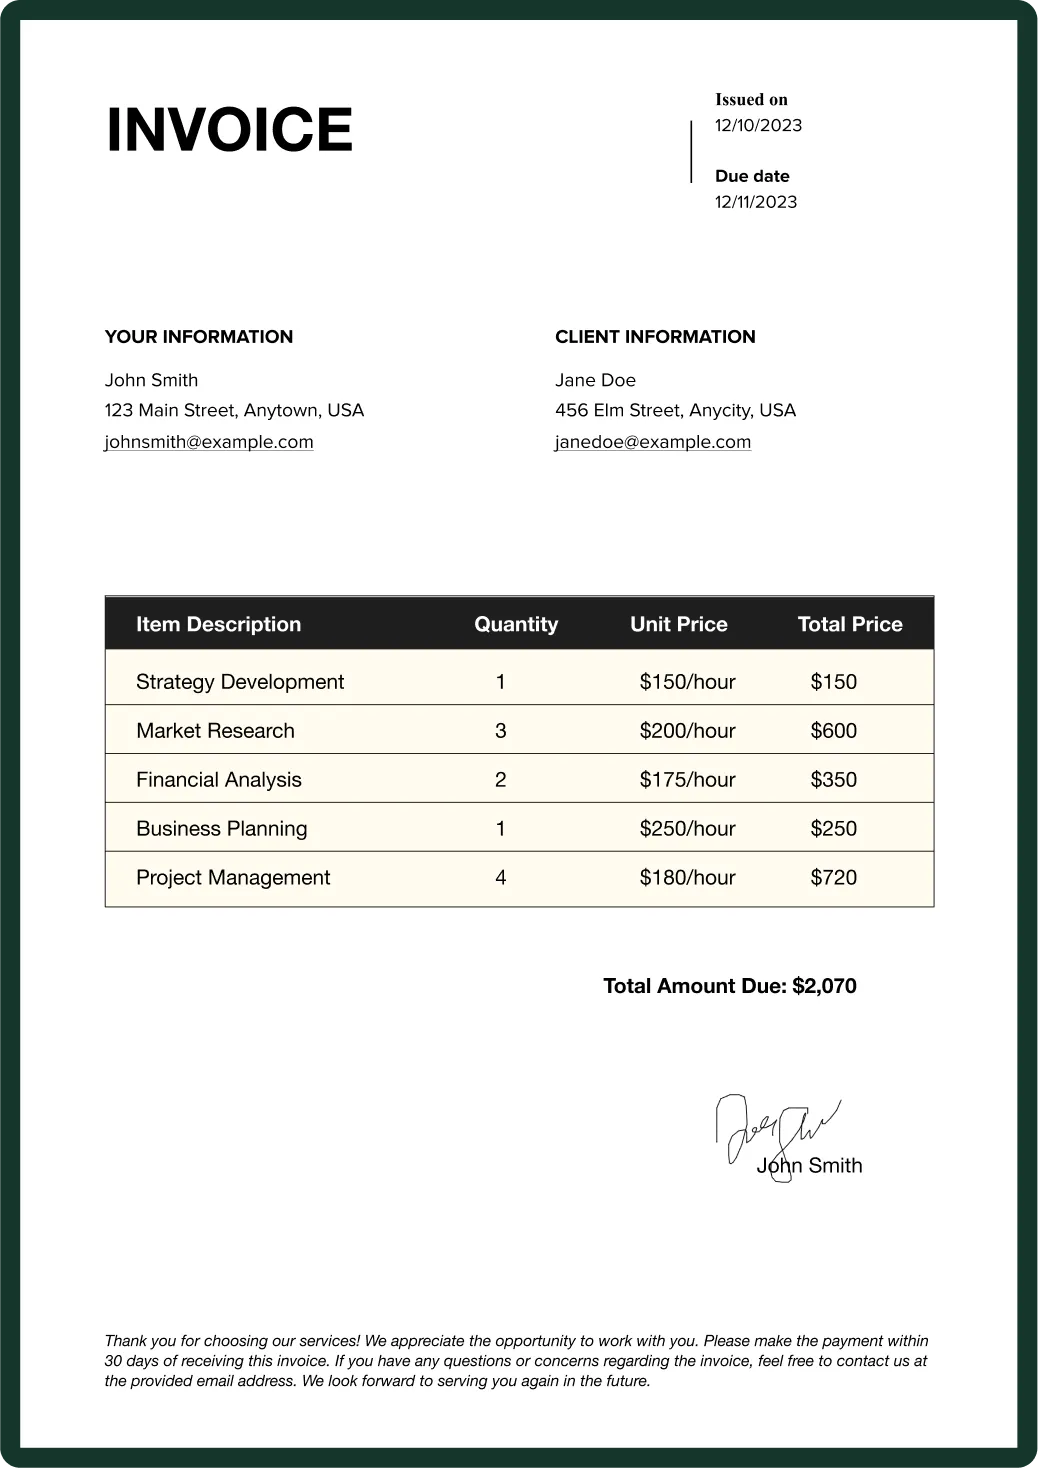 INVOICE
Issued on
12/10/2023
Due date
12/11/2023
YOUR INFORMATION
John Smith
123 Main Street, Anytown, USA
johnsmith@example.com
CLIENT INFORMATION
Jane Doe
456 Elm Street, Anycity, USA
janedoe@example.com
Item Description Quantity Unit Price Total Price
Strategy Development 1 $150/hour $150
Market Research 3 $200/hour $600
Financial Analysis 2 $175/hour $350
Business Planning 1 $250/hour $250
Project Management 4 $180/hour $720
Total Amount Due: $2,070
John Smith
Thank you for choosing our services! We appreciate the opportunity to work with you. Please make the payment within
30 days of receiving this invoice. If you have any questions or concerns regarding the invoice, feel free to contact us at
the provided email address. We look forward to serving you again in the future.